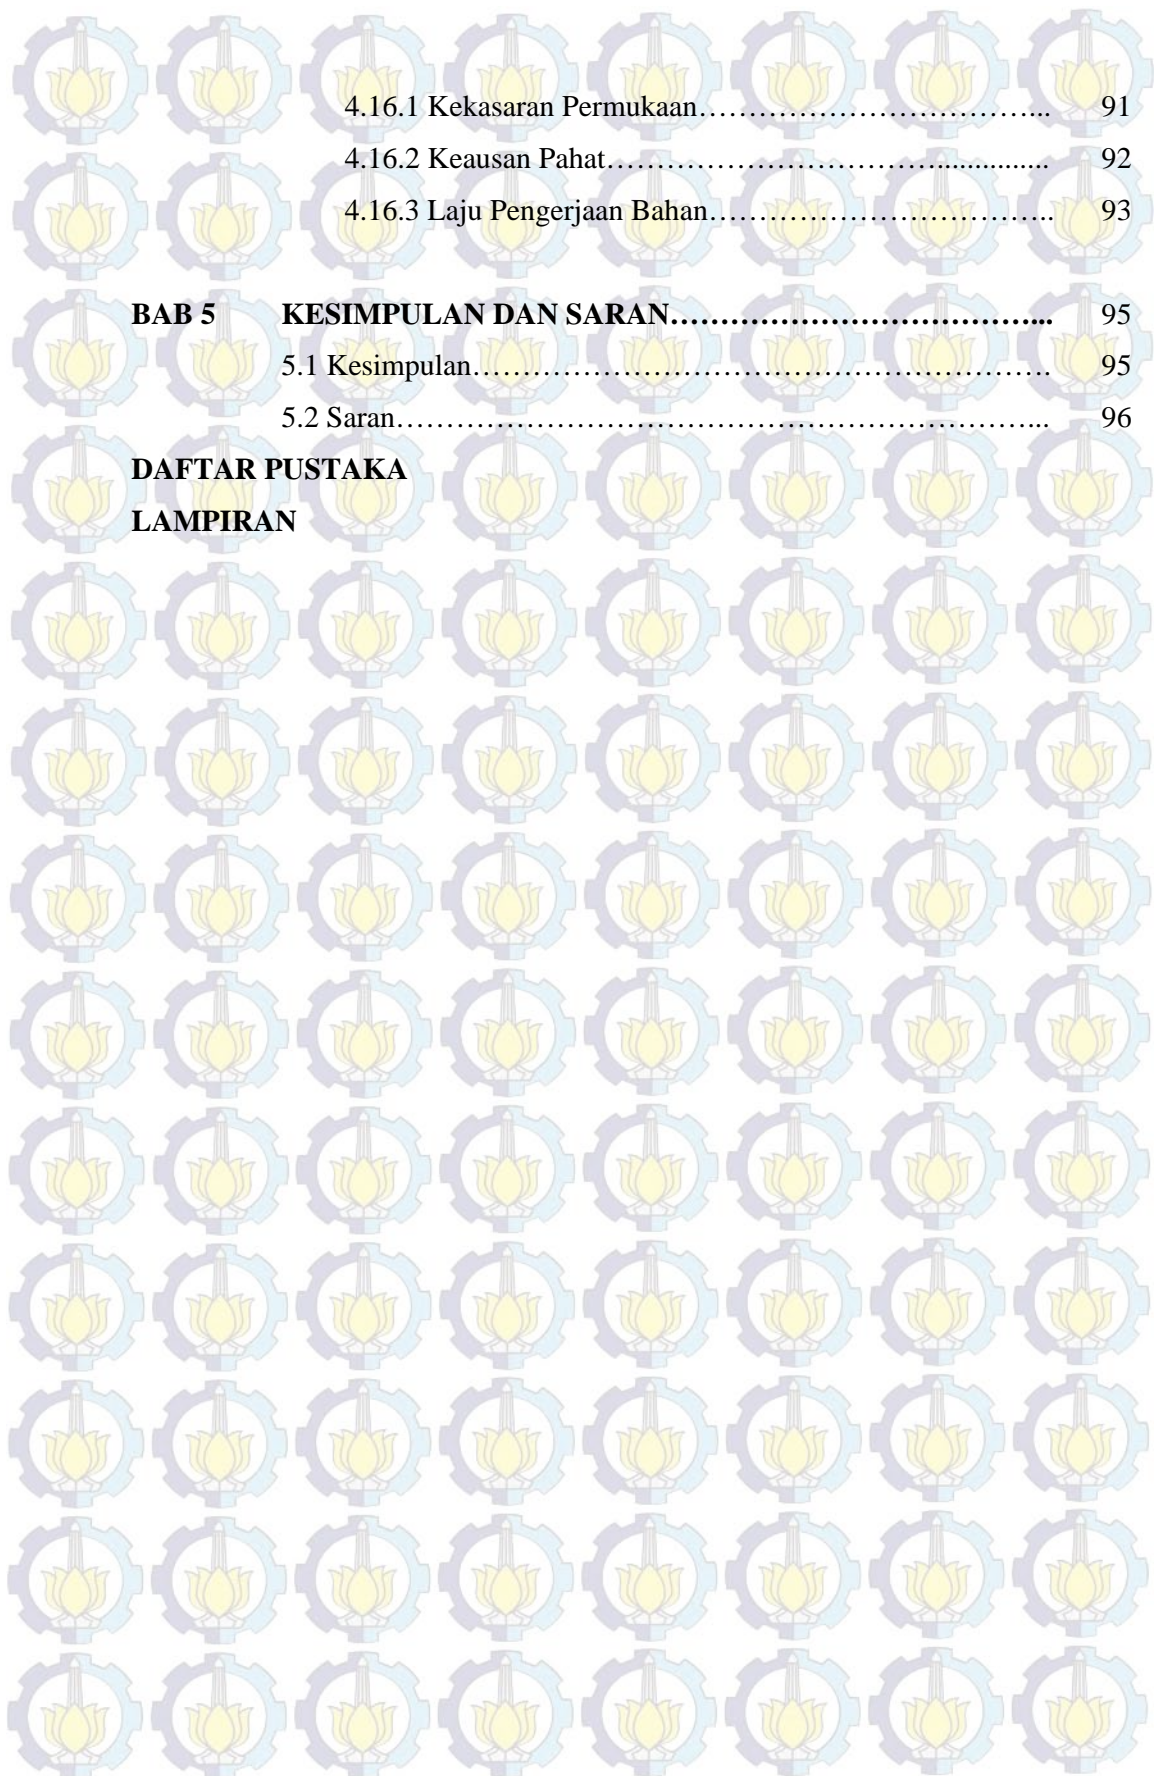 4.16.1 Kekasaran Permukaan……………………………... 91
4.16.2 Keausan Pahat……………………………............... 92
4.16.3 Laju Pengerjaan Bahan…………………………….. 93
BAB 5 KESIMPULAN DAN SARAN………………………………... 95
5.1 Kesimpulan…………………………………………………… 95
5.2 Saran…………………………………………………………... 96
DAFTAR PUSTAKA
LAMPIRAN